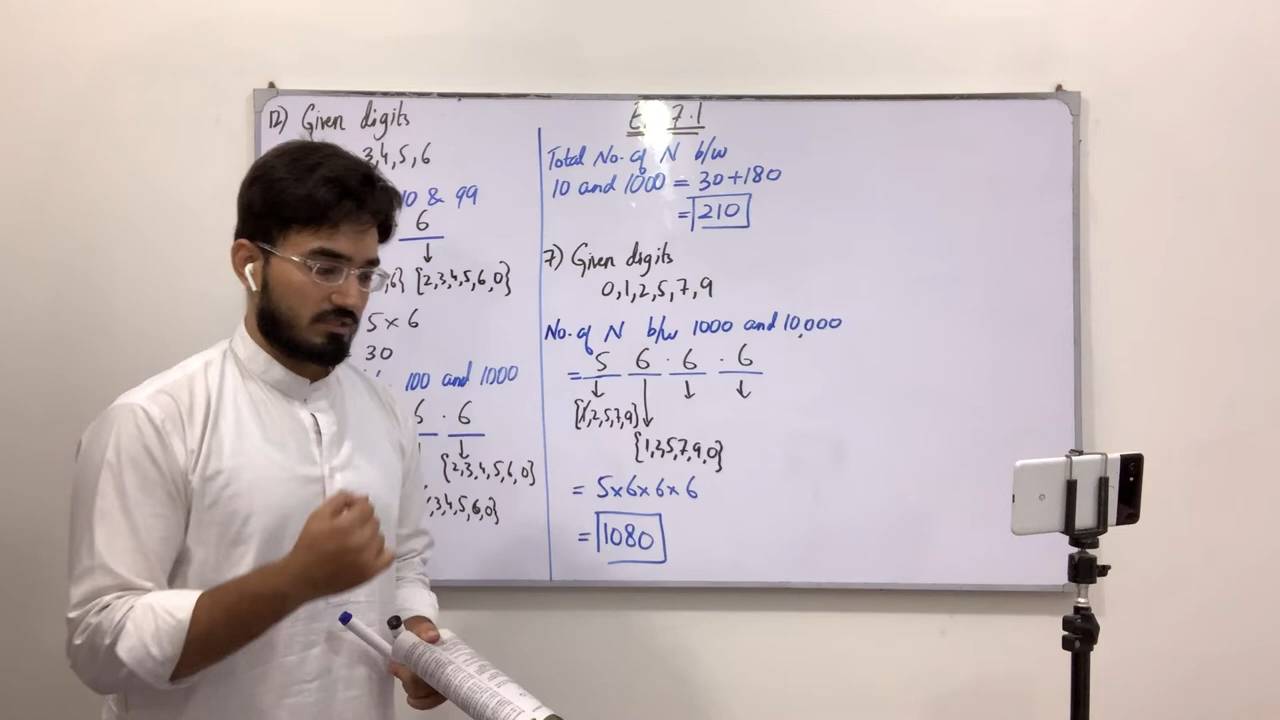 12) Given digits
3,4,5,6
10 & 99
6
6} {2,3,4,5,6,0}
5 x 6
30
100 and 1000
6 . 6
{2,3,4,5,6,0}
,3,4,5,6,0}
E. 7.1
Total No. of N b/w
10 and 1000 = 30+180
= 210
7) Given digits
0,1,2,5,7,9
No. of N b/w 1000 and 10,000
= 5 6 . 6 . 6
{1,2,5,7,9}
{1,2,5,7,9,0}
= 5x6x6x6
= 1080